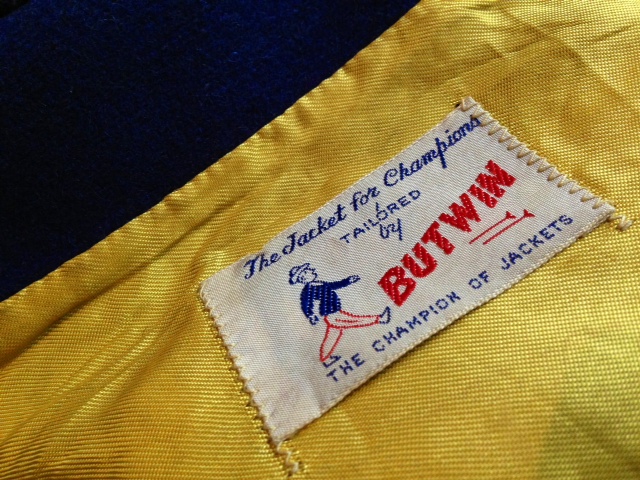 The Jacket for Champions
TAILORED
by
BUTWIN
THE CHAMPION OF JACKETS